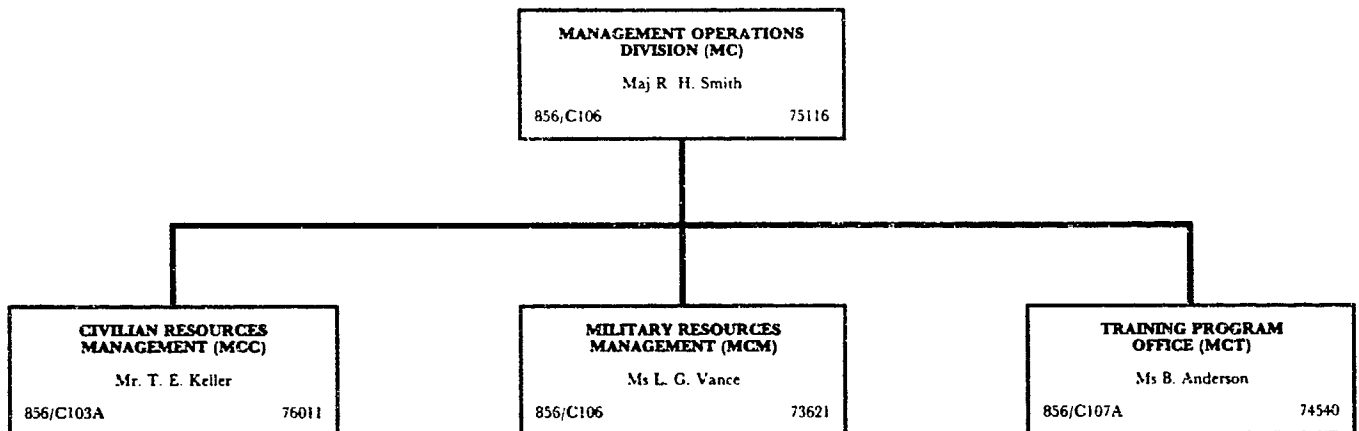 MANAGEMENT OPERATIONS
DIVISION (MC)
Maj R. H. Smith
856/C106 75116
CIVILIAN RESOURCES
MANAGEMENT (MCC)
Mr. T. E. Keller
856/C103A 76011
MILITARY RESOURCES
MANAGEMENT (MCM)
Ms L. G. Vance
856/C106 73621
TRAINING PROGRAM
OFFICE (MCT)
Ms B. Anderson
856/C107A 74540